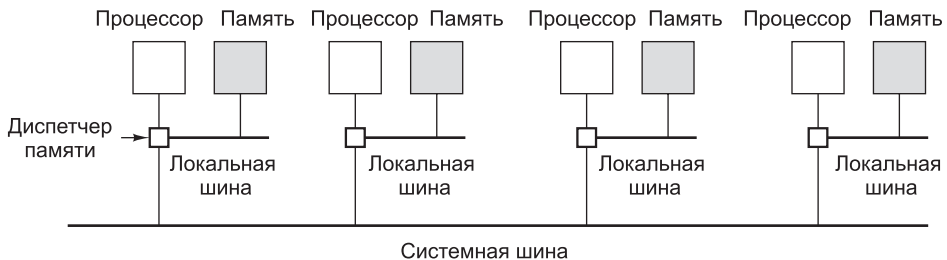 Процессор Память Процессор Память Процессор Память Процессор Память
Диспетчер
памяти
Локальная
шина
Локальная
шина
Локальная
шина
Локальная
шина
Системная шина